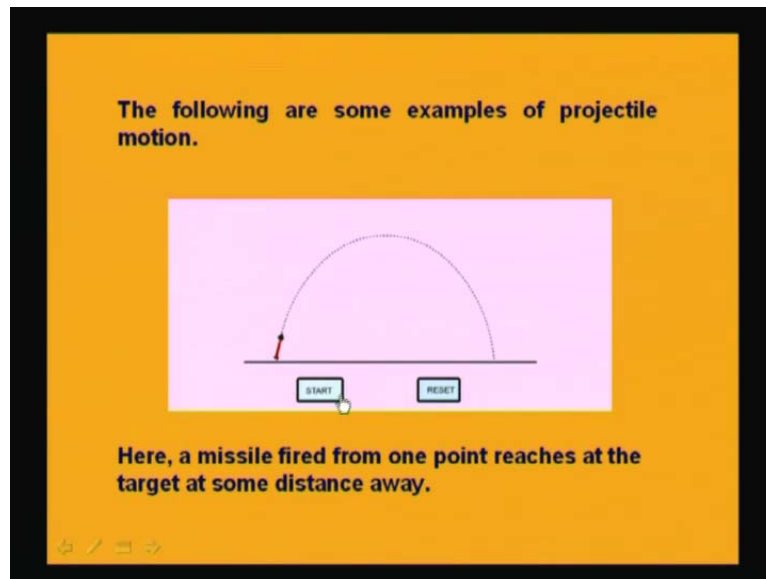 The following are some examples of projectile
motion.
START
RESET
Here, a missile fired from one point reaches at the
target at some distance away.